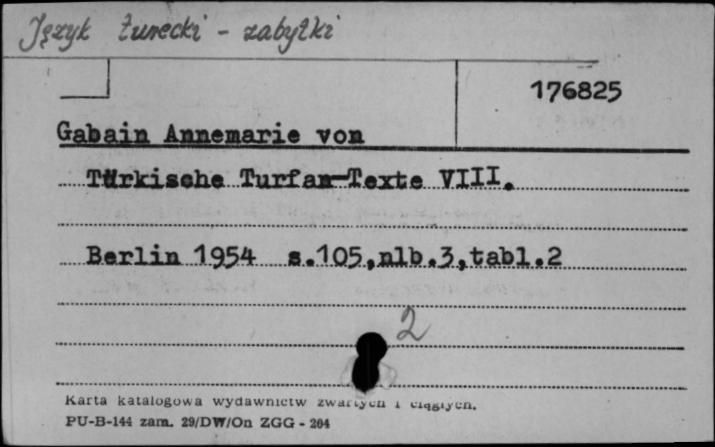 Język turecki - zabytki
176825
Gabain Annemarie von
Türkische Turfan-Texte VIII.
Berlin 1954 s.105,nlb.3,tabl.2
2
Karta katalogowa wydawnictw zwartych i ciągłych.
PU-B-144 zam. 29/DW/On ZGG - 204